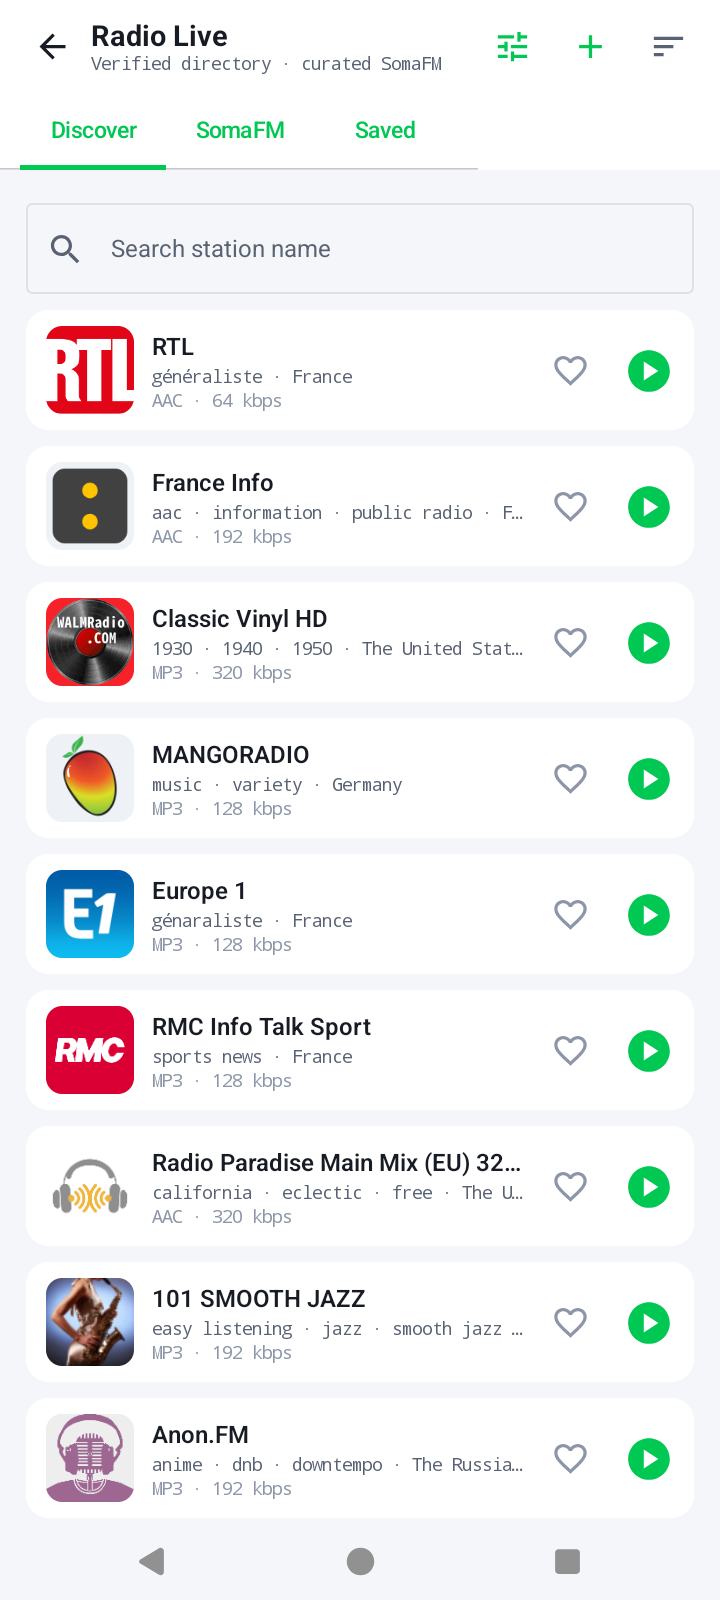 Radio Live
Verified directory · curated SomaFM
Discover
SomaFM
Saved
Search station name
RTL
RTL
généraliste · France
AAC · 64 kbps
France Info
aac · information · public radio · F…
AAC · 192 kbps
WALMRadio
.COM
Classic Vinyl HD
1930 · 1940 · 1950 · The United Stat…
MP3 · 320 kbps
MANGORADIO
music · variety · Germany
MP3 · 128 kbps
E1
Europe 1
génaraliste · France
MP3 · 128 kbps
RMC
RMC Info Talk Sport
sports news · France
MP3 · 128 kbps
Radio Paradise Main Mix (EU) 32…
california · eclectic · free · The U…
AAC · 320 kbps
101 SMOOTH JAZZ
easy listening · jazz · smooth jazz …
MP3 · 192 kbps
Anon.FM
anime · dnb · downtempo · The Russia…
MP3 · 192 kbps